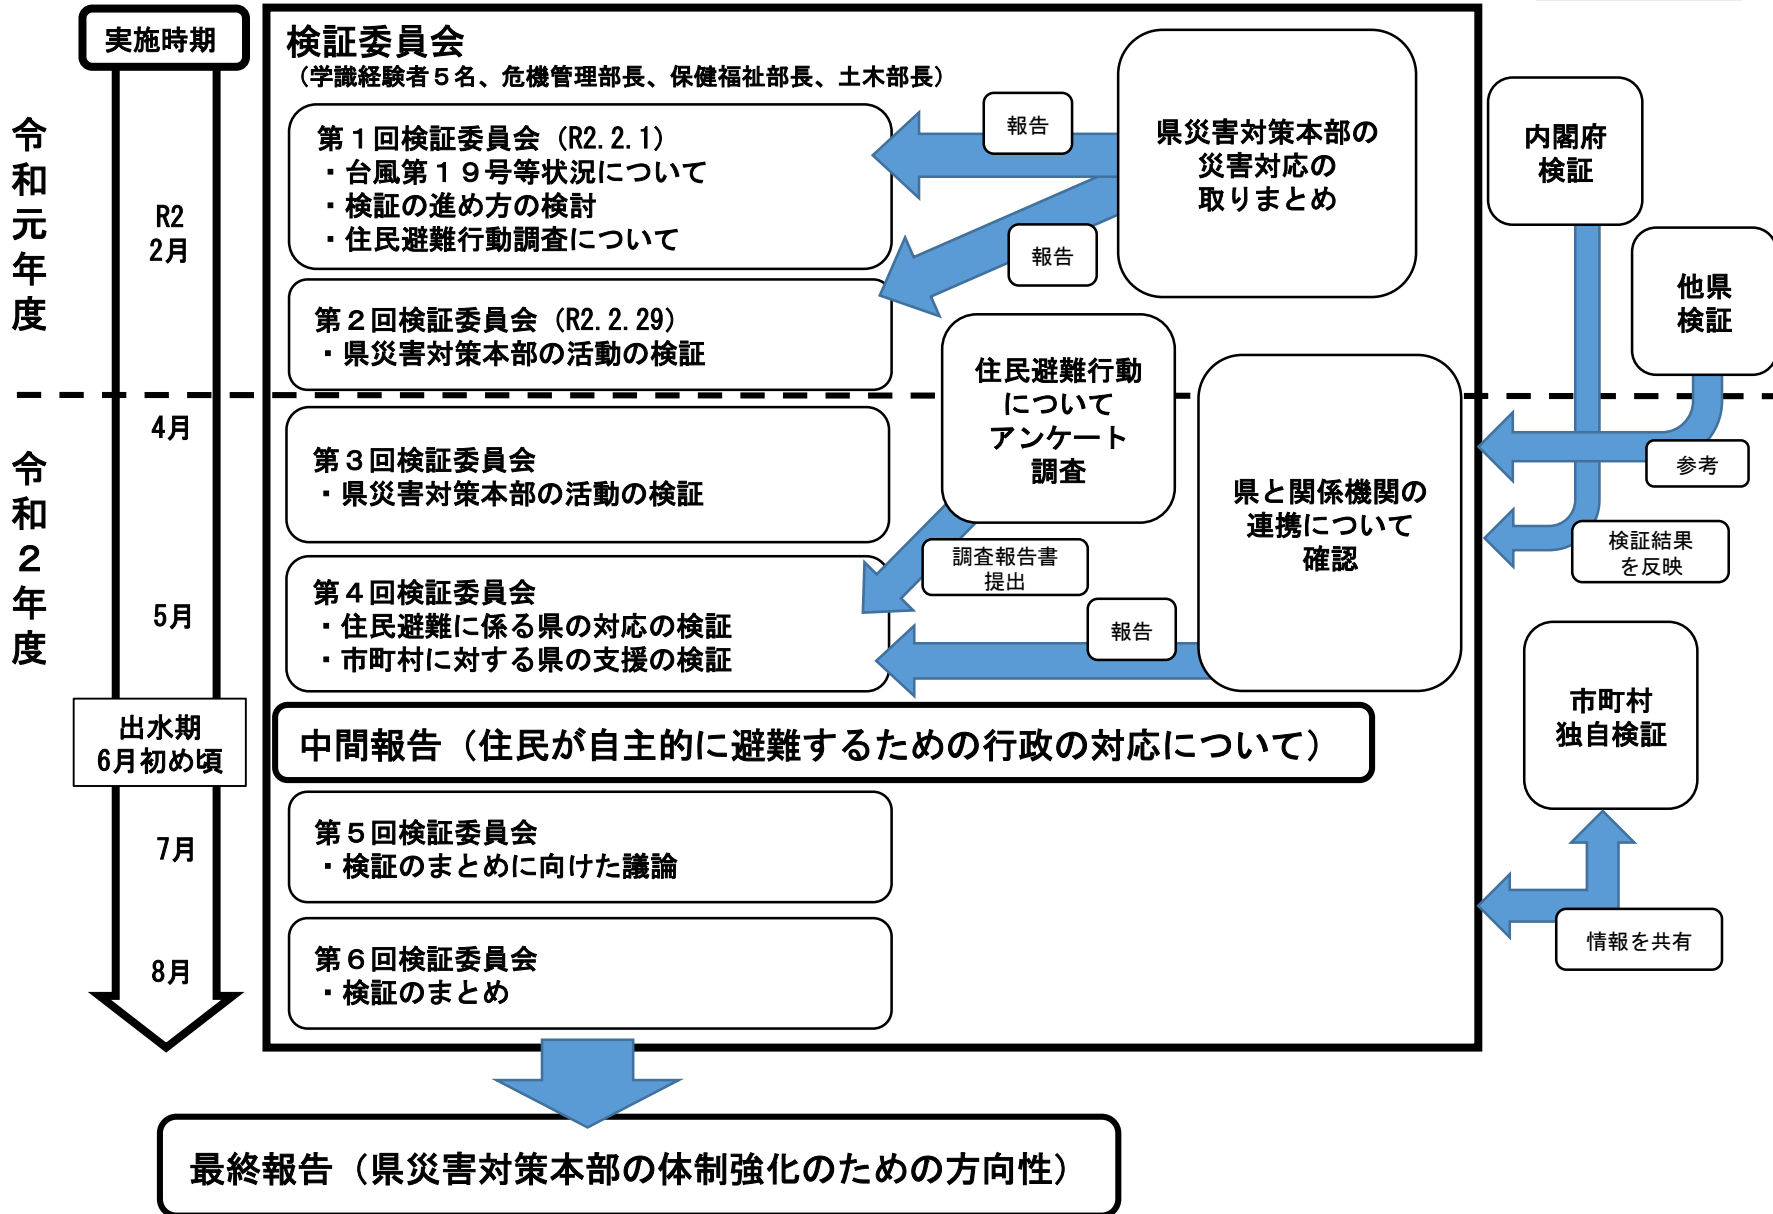 実施時期
令和元年度
R2
2月
4月
令和２年度
5月
出水期
6月初め頃
7月
8月
検証委員会
（学識経験者５名、危機管理部長、保健福祉部長、土木部長）
第１回検証委員会（R2.2.1）
・台風第１９号等状況について
・検証の進め方の検討
・住民避難行動調査について
第２回検証委員会（R2.2.29）
・県災害対策本部の活動の検証
第３回検証委員会
・県災害対策本部の活動の検証
第４回検証委員会
・住民避難に係る県の対応の検証
・市町村に対する県の支援の検証
中間報告（住民が自主的に避難するための行政の対応について）
第５回検証委員会
・検証のまとめに向けた議論
第６回検証委員会
・検証のまとめ
報告
報告
県災害対策本部の
災害対応の
取りまとめ
住民避難行動
について
アンケート
調査
調査報告書
提出
県と関係機関の
連携について
確認
報告
内閣府
検証
他県
検証
参考
検証結果
を反映
市町村
独自検証
情報を共有
最終報告（県災害対策本部の体制強化のための方向性）